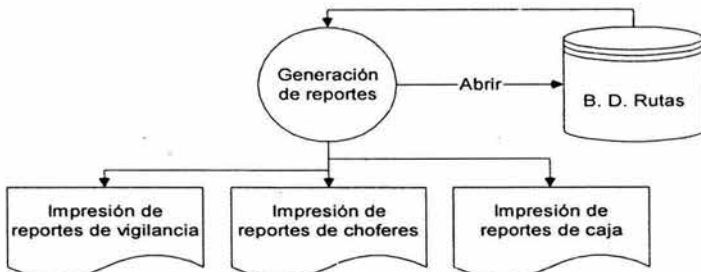 Generación
de reportes
Abrir
B. D. Rutas
Impresión de
reportes de vigilancia
Impresión de
reportes de choferes
Impresión de
reportes de caja